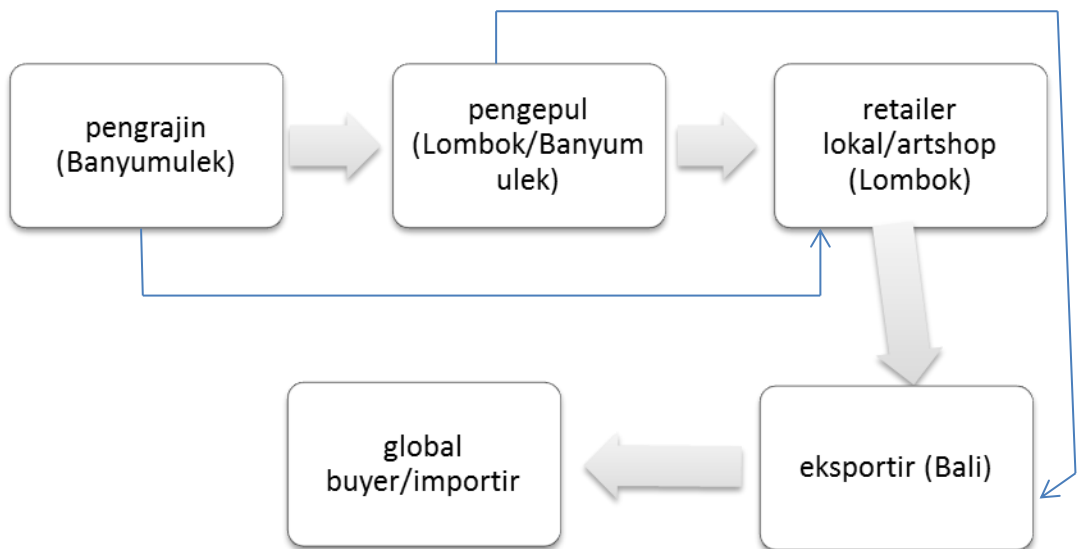 pengrajin
(Banyumulek)
pengepul
(Lombok/Banyum
ulek)
retailer
lokal/artshop
(Lombok)
global
buyer/importir
eksportir (Bali)